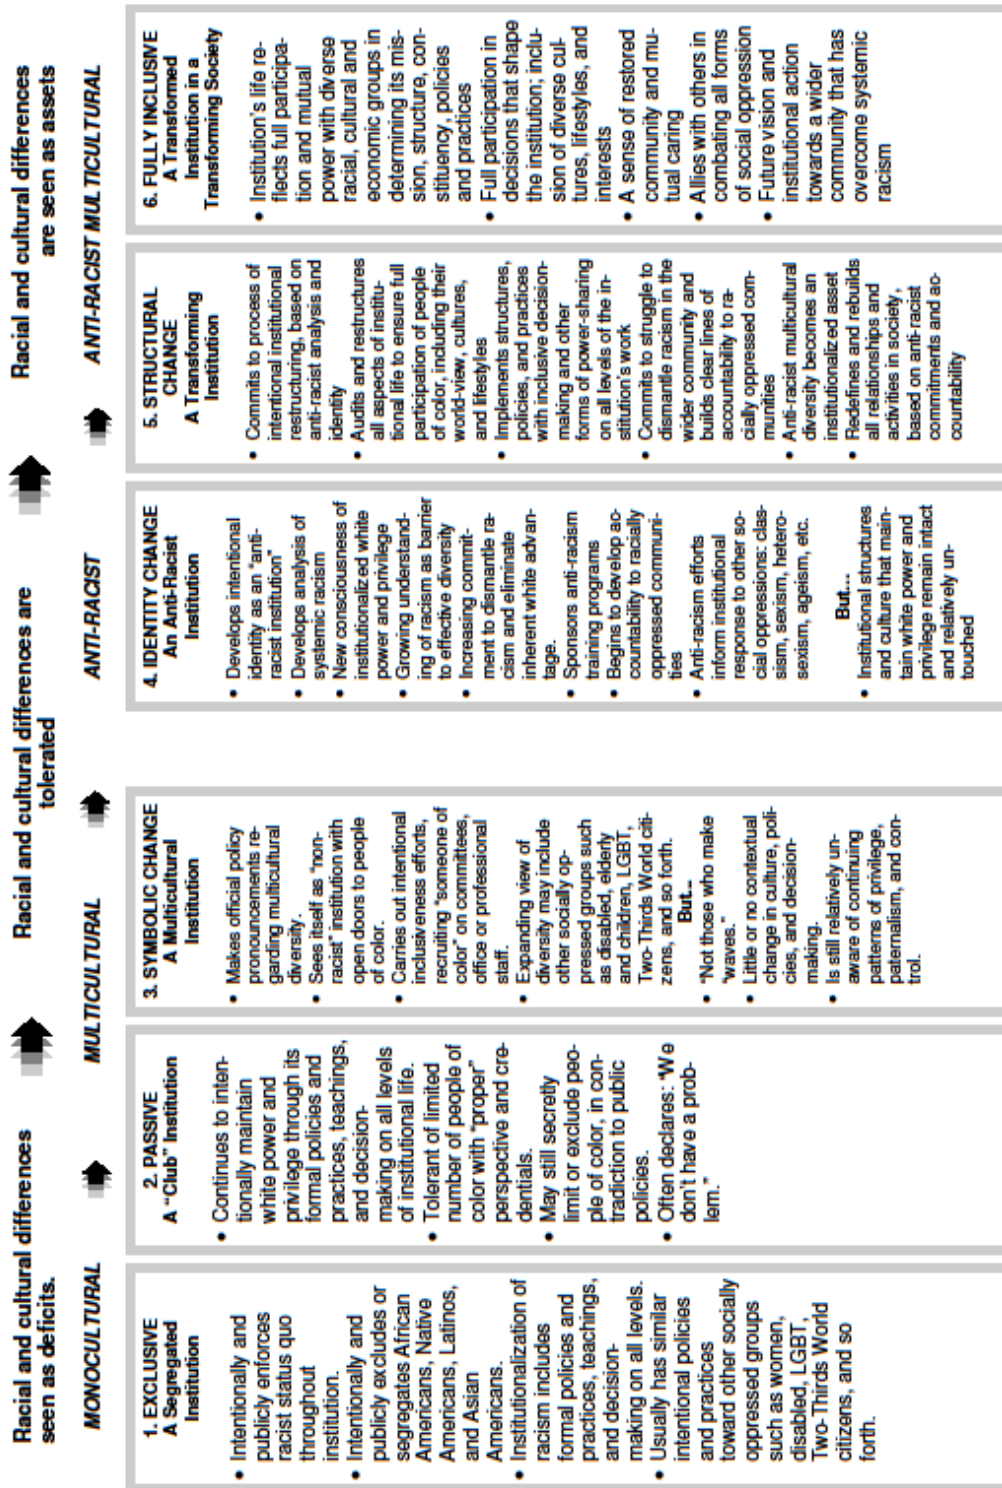 Racial and cultural differences
seen as deficits.
Racial and cultural differences are
tolerated
Racial and cultural differences
are seen as assets
MONOCULTURAL
MULTICULTURAL
ANTI-RACIST
ANTI-RACIST MULTICULTURAL
1. EXCLUSIVE
A Segregated
Institution
• Intentionally and
publicly enforces
racist status quo
throughout
institution.
• Intentionally and
publicly excludes or
segregates African
Americans, Native
Americans, Latinos,
and Asian
Americans.
• Institutionalization of
racism includes
formal policies and
practices, teachings,
and decision-
making on all levels.
• Usually has similar
intentional policies
and practices
toward other socially
oppressed groups
such as women,
disabled, LGBT,
Two-Thirds World
citizens, and so
forth.
2. PASSIVE
A "Club" Institution
• Continues to inten-
tionally maintain
white power and
privilege through its
formal policies and
practices, teachings,
and decision-
making on all levels
of institutional life.
• Tolerant of limited
number of people of
color with "proper"
perspective and cre-
dentials.
• May still secretly
limit or exclude peo-
ple of color, in con-
tradiction to public
policies.
• Often declares: "We
don't have a prob-
lem."
3. SYMBOLIC CHANGE
A Multicultural
Institution
• Makes official policy
pronouncements re-
garding multicultural
diversity.
• Sees itself as "non-
racist" institution with
open doors to people
of color.
• Carries out intentional
inclusiveness efforts,
recruiting "someone of
color" on committees,
office or professional
staff.
• Expanding view of
diversity may include
other socially op-
pressed groups such
as disabled, elderly
and children, LGBT,
Two-Thirds World citi-
zens, and so forth.
But...
• "Not those who make
"waves."
• Little or no contextual
change in culture, poli-
cies, and decision-
making.
• Is still relatively un-
aware of continuing
patterns of privilege,
paternalism, and con-
trol.
4. IDENTITY CHANGE
An Anti-Racist
Institution
• Develops intentional
identity as an "anti-
racist institution"
• Develops analysis of
systemic racism
• New consciousness of
institutionalized white
power and privilege
• Growing understand-
ing of racism as barrier
to effective diversity
• Increasing commit-
ment to dismantle ra-
cism and eliminate
inherent white advan-
tage.
• Sponsors anti-racism
training programs
• Begins to develop ac-
countability to racially
oppressed communi-
ties
• Anti-racism efforts
inform institutional
response to other so-
cial oppressions: clas-
sism, sexism, hetero-
sexism, ageism, etc.
But...
• Institutional structures
and culture that main-
tain white power and
privilege remain intact
and relatively un-
touched
5. STRUCTURAL
CHANGE
A Transforming
Institution
• Commits to process of
intentional institutional
restructuring, based on
anti-racist analysis and
identity
• Audits and restructures
all aspects of institu-
tional life to ensure full
participation of people
of color, including their
world-view, cultures,
and lifestyles
• Implements structures,
policies, and practices
with inclusive decision-
making and other
forms of power-sharing
on all levels of the in-
stitution's work
• Commits to struggle to
dismantle racism in the
wider community and
builds clear lines of
accountability to ra-
cially oppressed com-
munities
• Anti-racist multicultural
diversity becomes an
institutionalized asset
• Redefines and rebuilds
all relationships and
activities in society,
based on anti-racist
commitments and ac-
countability
6. FULLY INCLUSIVE
A Transformed
Institution in a
Transforming Society
• Institution's life re-
flects full participa-
tion and mutual
power with diverse
racial, cultural and
economic groups in
determining its mis-
sion, structure, con-
stituency, policies
and practices
• Full participation in
decisions that shape
the institution; inclu-
sion of diverse cul-
tures, lifestyles, and
interests
• A sense of restored
community and mu-
tual caring
• Allies with others in
combating all forms
of social oppression
• Future vision and
institutional action
towards a wider
community that has
overcome systemic
racism